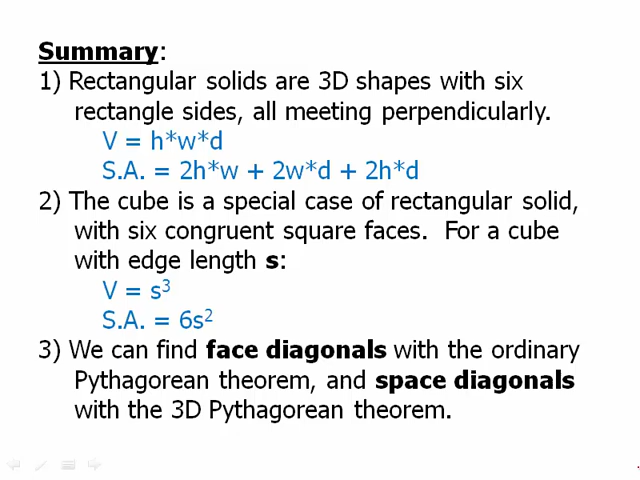 Summary:
1) Rectangular solids are 3D shapes with six
rectangle sides, all meeting perpendicularly.
V = h*w*d
S.A. = 2h*w + 2w*d + 2h*d
2) The cube is a special case of rectangular solid,
with six congruent square faces.  For a cube
with edge length s:
V = s³
S.A. = 6s²
3) We can find face diagonals with the ordinary
Pythagorean theorem, and space diagonals
with the 3D Pythagorean theorem.